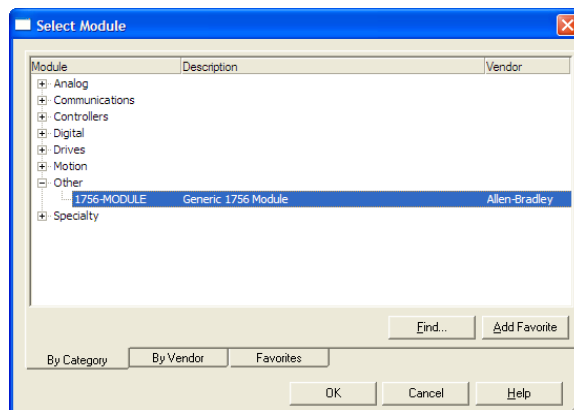 Select Module
Module Description Vendor
Analog
Communications
Controllers
Digital
Drives
Motion
Other
1756-MODULE Generic 1756 Module Allen-Bradley
Specialty
Find... Add Favorite
By Category By Vendor Favorites
OK Cancel Help